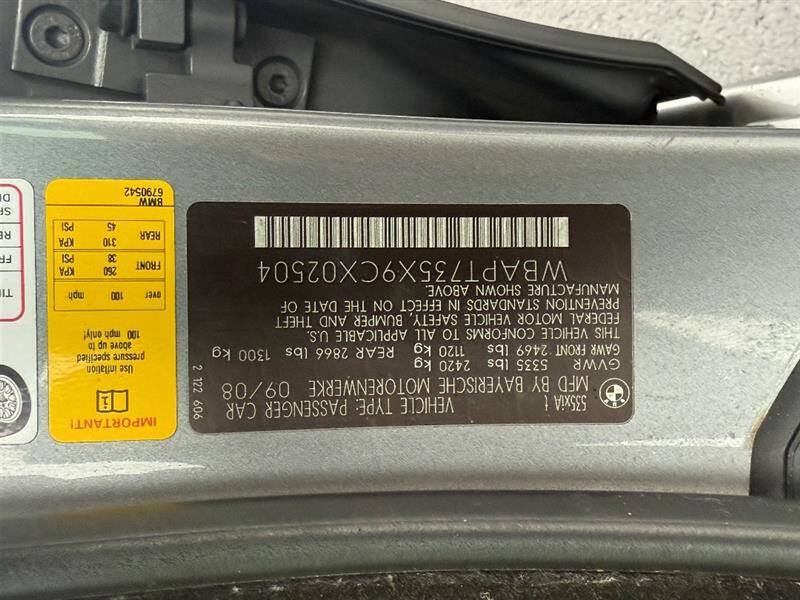 535xiA t
VEHICLE TYPE: PASSENGER CAR
MFD BY BAYERISCHE MOTORENWERKE 09/08
GVWR 5335 lbs 2420 kg
GAWR FRONT 2469 lbs 1120 kg REAR 2866 lbs 1300 kg
THIS VEHICLE CONFORMS TO ALL APPLICABLE U.S.
FEDERAL MOTOR VEHICLE SAFETY, BUMPER AND THEFT
PREVENTION STANDARDS IN EFFECT ON THE DATE OF
MANUFACTURE SHOWN ABOVE.
WBAPT735X9CX02504
2 122 606
IMPORTANT!
Use inflation
pressure specified
above up to
100 mph only!
over 100 mph
FRONT 260 KPA
38 PSI
REAR 310 KPA
45 PSI
BMW
6790542
TI
FR
RE
SP